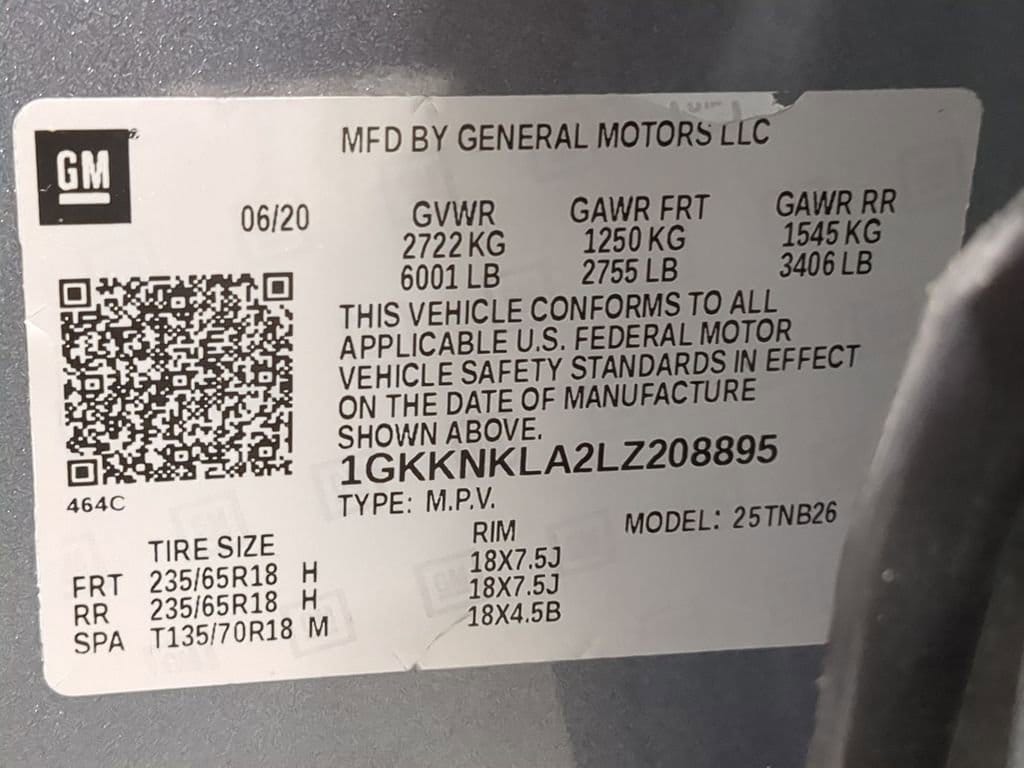 MFD BY GENERAL MOTORS LLC
GM
06/20 GVWR GAWR FRT GAWR RR
2722 KG 1250 KG 1545 KG
6001 LB 2755 LB 3406 LB
THIS VEHICLE CONFORMS TO ALL
APPLICABLE U.S. FEDERAL MOTOR
VEHICLE SAFETY STANDARDS IN EFFECT
ON THE DATE OF MANUFACTURE
SHOWN ABOVE.
1GKKNKLA2LZ208895
464C
TYPE: M.P.V. MODEL: 25TNB26
TIRE SIZE RIM
FRT 235/65R18 H 18X7.5J
RR 235/65R18 H 18X7.5J
SPA T135/70R18 M 18X4.5B